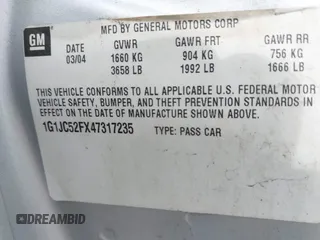 MFD BY GENERAL MOTORS CORP
GM
DATE GVWR GAWR FRT GAWR RR
03/04 1660 KG 904 KG 756 KG
3658 LB 1992 LB 1666 LB
THIS VEHICLE CONFORMS TO ALL APPLICABLE U.S. FEDERAL MOTOR
VEHICLE SAFETY, BUMPER, AND THEFT PREVENTION STANDARDS
IN EFFECT ON THE DATE OF MANUFACTURE SHOWN ABOVE.
1G1JC52FX47317235 TYPE: PASS CAR
DREAMBID